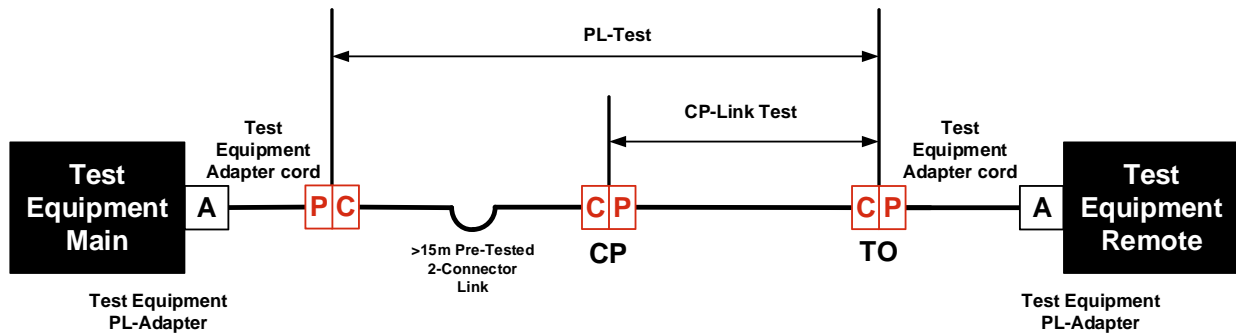 PL-Test
CP-Link Test
Test
Equipment
Adapter cord
Test
Equipment
Adapter cord
Test
Equipment
Main
A
P C
C P
C P
A
Test
Equipment
Remote
>15m Pre-Tested
2-Connector
Link
CP
TO
Test Equipment
PL-Adapter
Test Equipment
PL-Adapter